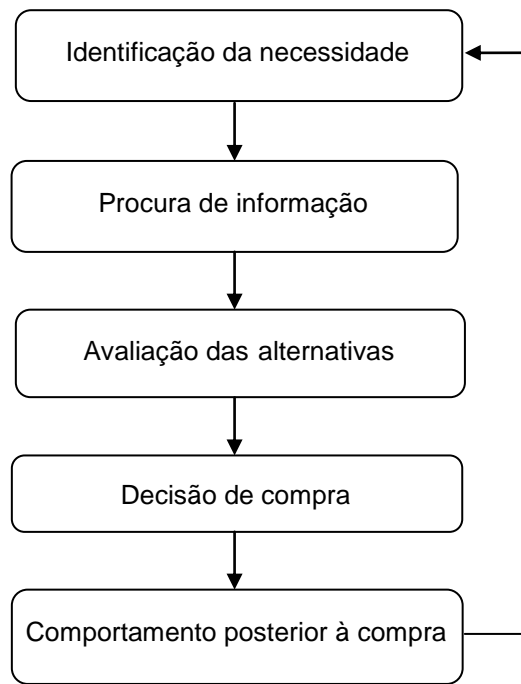 Identificação da necessidade
Procura de informação
Avaliação das alternativas
Decisão de compra
Comportamento posterior à compra